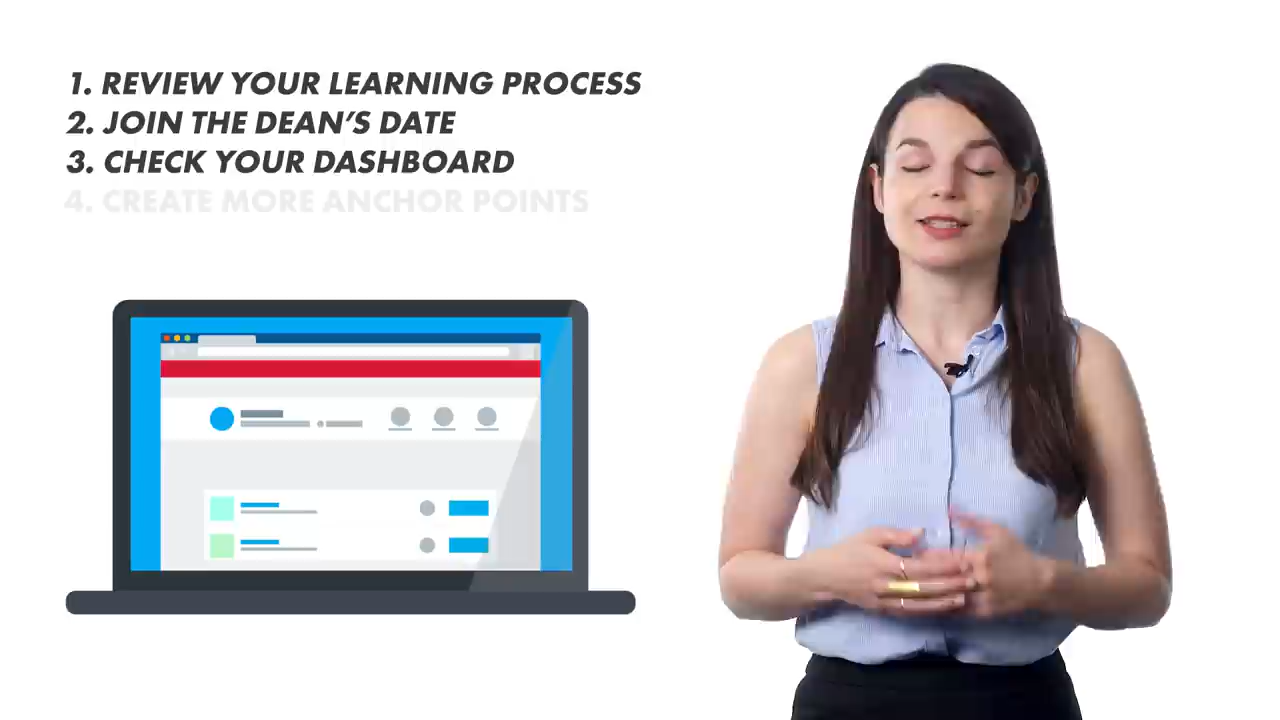 1. REVIEW YOUR LEARNING PROCESS
2. JOIN THE DEAN’S DATE
3. CHECK YOUR DASHBOARD
4. CREATE MORE ANCHOR POINTS